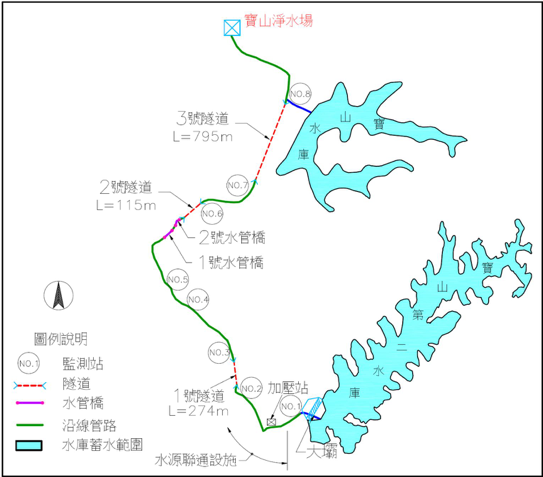 寶山淨水場
NO.8
3號隧道
L=795m
寶山水庫
NO.7
2號隧道
L=115m
NO.6
2號水管橋
1號水管橋
NO.5
NO.4
寶山第二水庫
NO.3
1號隧道
L=274m
NO.2
加壓站
NO.1
大壩
水源聯通設施
圖例說明
NO.1 監測站
隧道
水管橋
沿線管路
水庫蓄水範圍